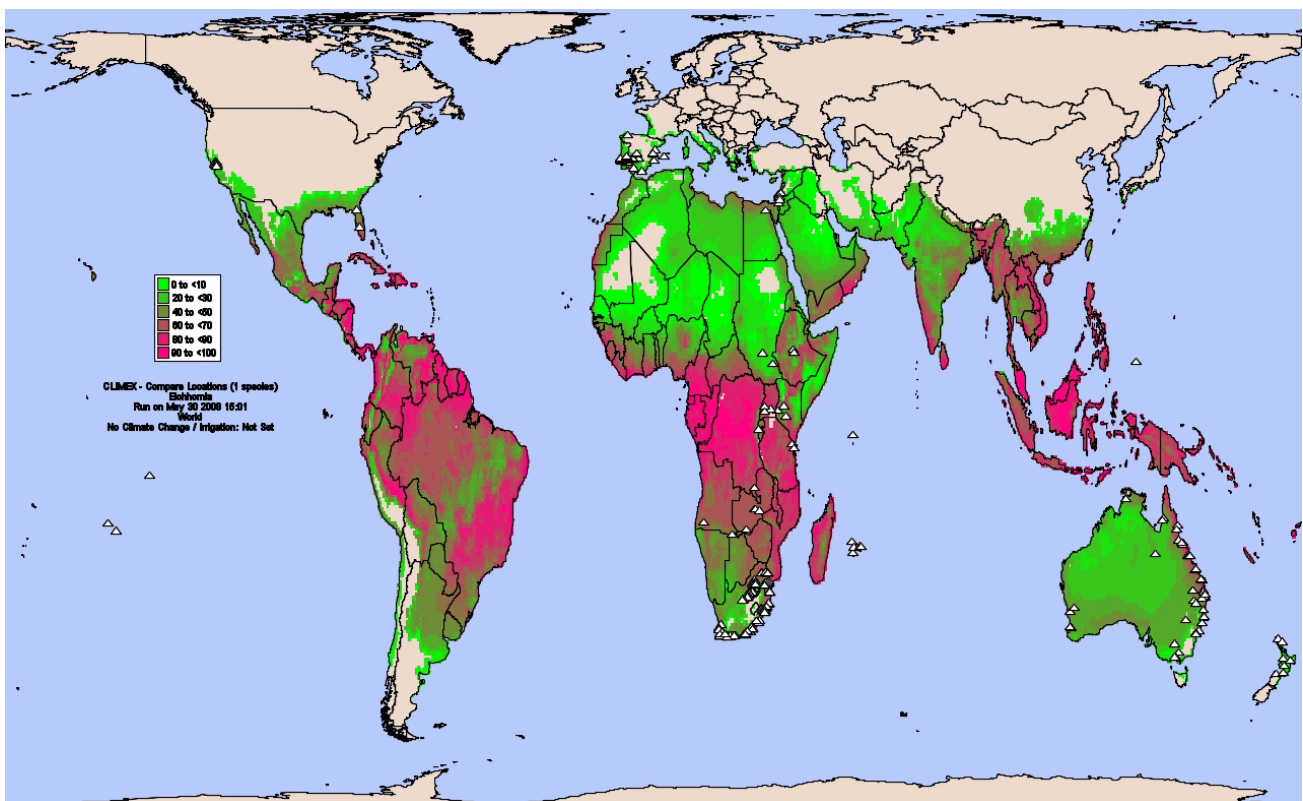 0 to <10
20 to <30
40 to <50
60 to <70
80 to <90
90 to <100
CLIMEX - Compare Locations (1 species)
Eichhornia
Run on May 30 2008 15:01
World
No Climate Change / Irrigation: Not Set